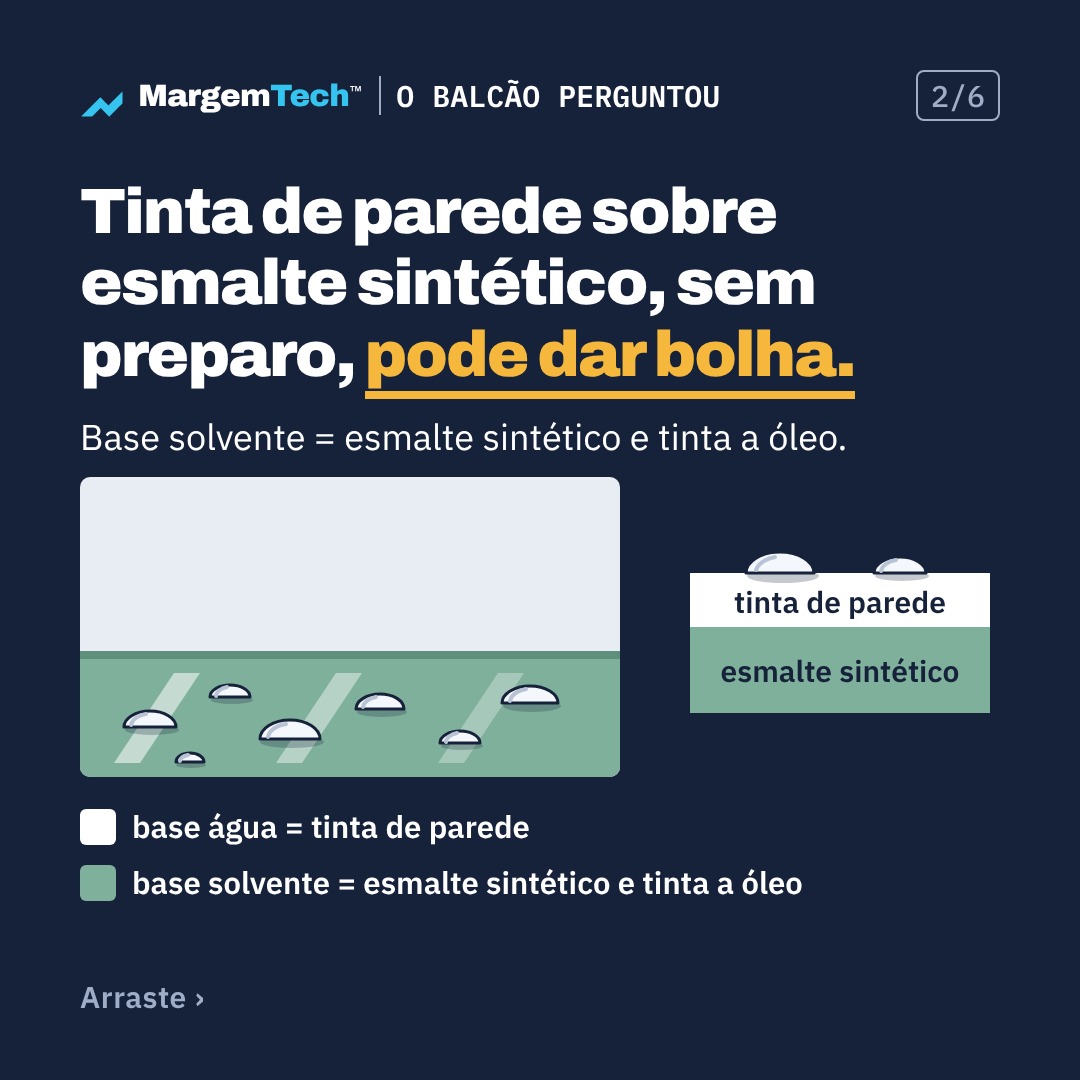 MargemTech™ | O BALCÃO PERGUNTOU
2/6
Tinta de parede sobre
esmalte sintético, sem
preparo, pode dar bolha.
Base solvente = esmalte sintético e tinta a óleo.
tinta de parede
esmalte sintético
base água = tinta de parede
base solvente = esmalte sintético e tinta a óleo
Arraste ›